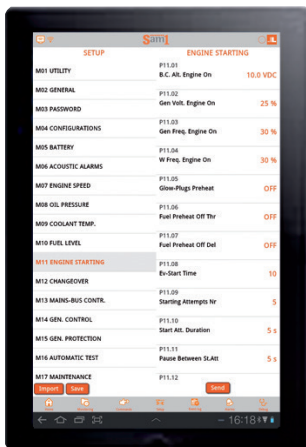 Sam1
SETUP
M01 UTILITY
M02 GENERAL
M03 PASSWORD
M04 CONFIGURATIONS
M05 BATTERY
M06 ACOUSTIC ALARMS
M07 ENGINE SPEED
M08 OIL PRESSURE
M09 COOLANT TEMP.
M10 FUEL LEVEL
M11 ENGINE STARTING
M12 CHANGEOVER
M13 MAINS-BUS CONTR.
M14 GEN. CONTROL
M15 GEN. PROTECTION
M16 AUTOMATIC TEST
M17 MAINTENANCE
Import Save
ENGINE STARTING
P11.01
B.C. Alt. Engine On 10.0 VDC
P11.02
Gen Volt. Engine On 25 %
P11.03
Gen Freq. Engine On 30 %
P11.04
W Freq. Engine On 30 %
P11.05
Glow-Plugs Preheat OFF
P11.06
Fuel Preheat Off Thr OFF
P11.07
Fuel Preheat Off Del OFF
P11.08
Ev-Start Time 10
P11.09
Starting Attempts Nr 5
P11.10
Start Att. Duration 5 s
P11.11
Pause Between St.Att 5 s
P11.12
Send
16:18